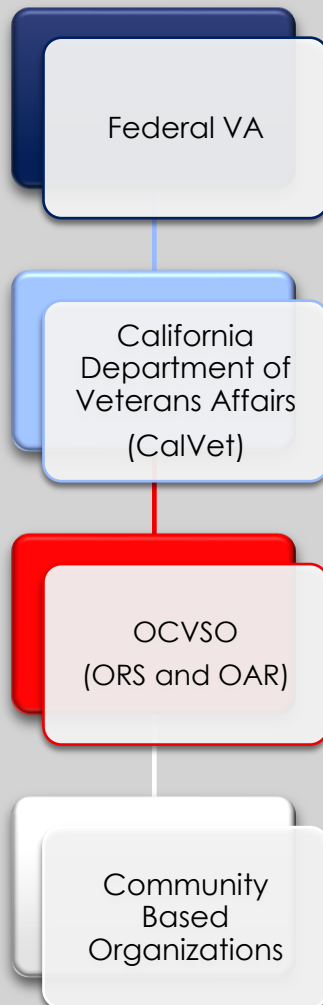 Federal VA
California
Department of
Veterans Affairs
(CalVet)
OCVSO
(ORS and OAR)
Community
Based
Organizations